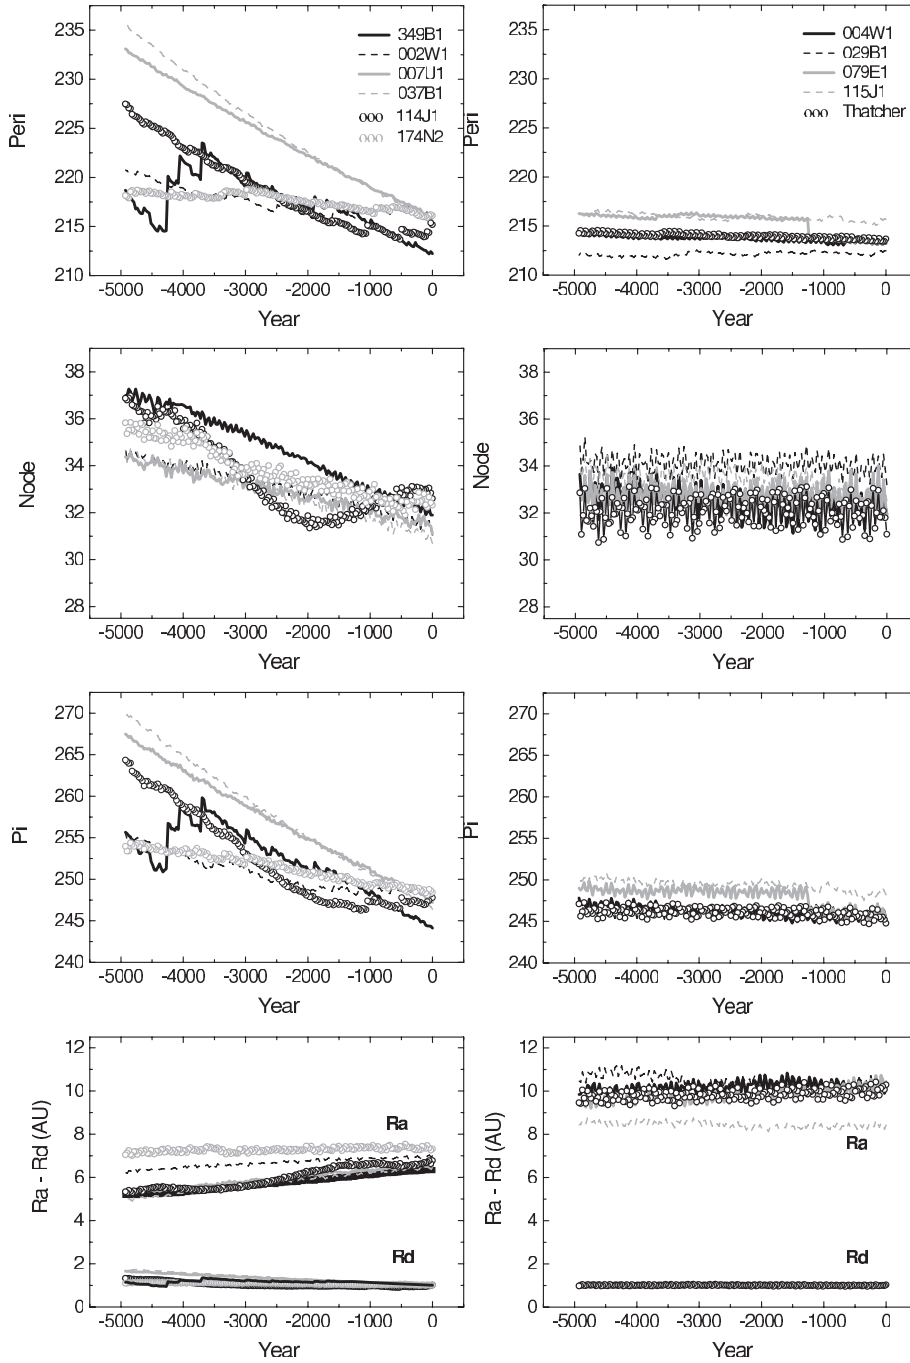 235
230
225
220
215
210
Peri
349B1
002W1
007U1
037B1
114J1
174N2
-5000 -4000 -3000 -2000 -1000 0
Year
235
230
225
220
215
210
Peri
004W1
029B1
079E1
115J1
Thatcher
-5000 -4000 -3000 -2000 -1000 0
Year
38
36
34
32
30
28
Node
-5000 -4000 -3000 -2000 -1000 0
Year
38
36
34
32
30
28
Node
-5000 -4000 -3000 -2000 -1000 0
Year
270
265
260
255
250
245
240
Pi
-5000 -4000 -3000 -2000 -1000 0
Year
270
265
260
255
250
245
240
Pi
-5000 -4000 -3000 -2000 -1000 0
Year
12
10
8
6
4
2
0
Ra - Rd (AU)
Ra
Rd
-5000 -4000 -3000 -2000 -1000 0
Year
12
10
8
6
4
2
0
Ra - Rd (AU)
Ra
Rd
-5000 -4000 -3000 -2000 -1000 0
Year